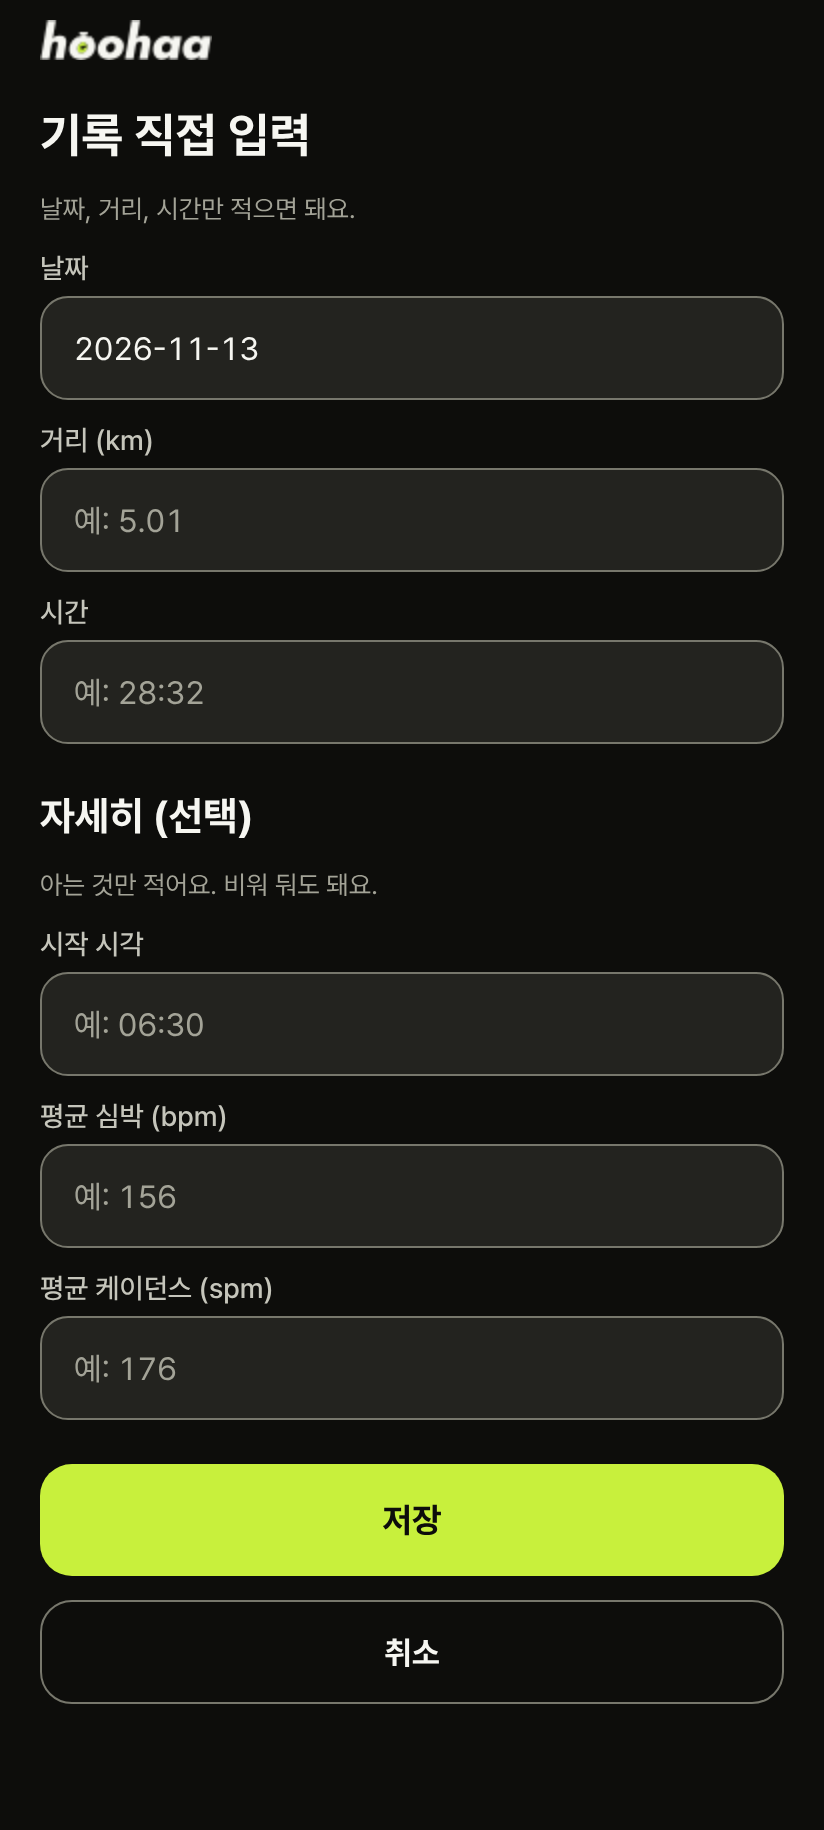 hoohaa
기록 직접 입력
날짜, 거리, 시간만 적으면 돼요.
날짜
2026-11-13
거리 (km)
예: 5.01
시간
예: 28:32
자세히 (선택)
아는 것만 적어요. 비워 둬도 돼요.
시작 시각
예: 06:30
평균 심박 (bpm)
예: 156
평균 케이던스 (spm)
예: 176
저장
취소